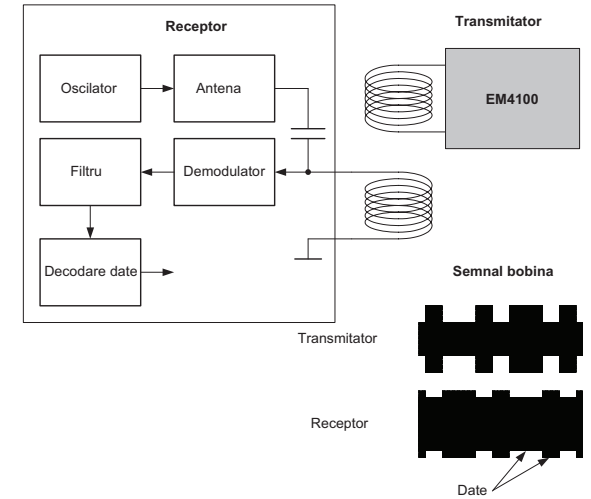 Receptor
Transmitator
Oscilator
Antena
EM4100
Filtru
Demodulator
Decodare date
Semnal bobina
Transmitator
Receptor
Date